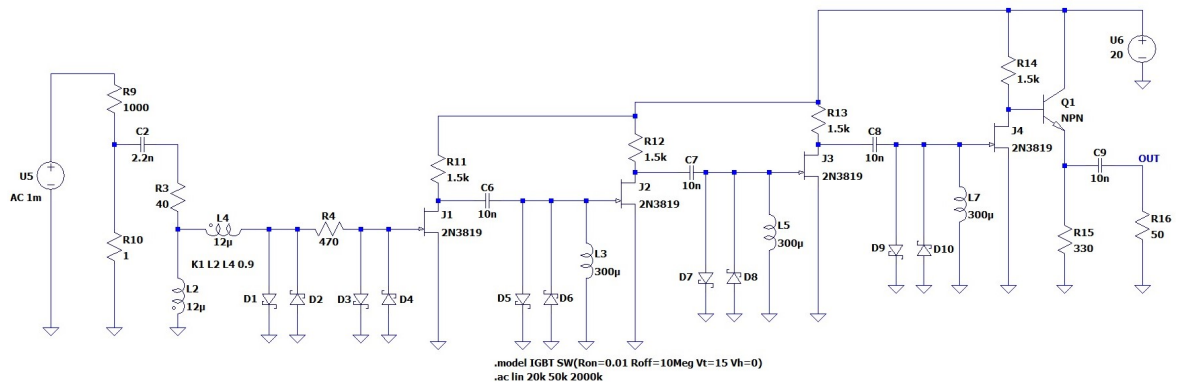 U6
20
R14
1.5k
R9
1000
R13
1.5k
Q1
NPN
C8
10n
J4
2N3819
C2
2.2n
R12
1.5k
C9
10n
OUT
R11
1.5k
C7
10n
J3
2N3819
U5
AC 1m
R3
40
C6
10n
J2
2N3819
L7
300µ
R16
50
L4
12µ
R4
470
J1
2N3819
L5
300µ
R15
330
R10
1
K1 L2 L4 0.9
L3
300µ
D9
D10
L2
12µ
D7
D8
D1
D2
D3
D4
D5
D6
.model IGBT SW(Ron=0.01 Roff=10Meg Vt=15 Vh=0)
.ac lin 20k 50k 2000k